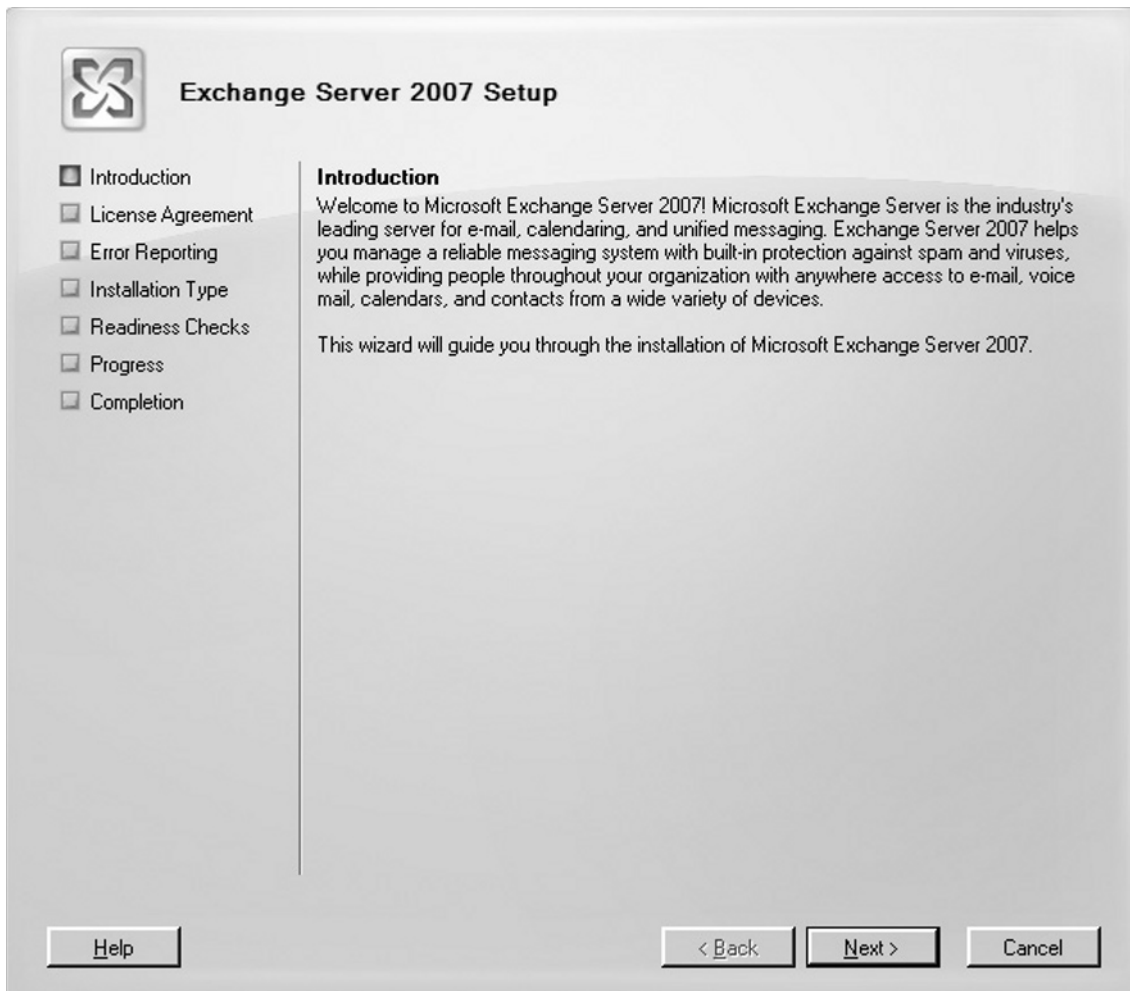 Exchange Server 2007 Setup
Introduction
License Agreement
Error Reporting
Installation Type
Readiness Checks
Progress
Completion
Introduction
Welcome to Microsoft Exchange Server 2007! Microsoft Exchange Server is the industry's
leading server for e-mail, calendaring, and unified messaging. Exchange Server 2007 helps
you manage a reliable messaging system with built-in protection against spam and viruses,
while providing people throughout your organization with anywhere access to e-mail, voice
mail, calendars, and contacts from a wide variety of devices.
This wizard will guide you through the installation of Microsoft Exchange Server 2007.
Help
< Back
Next >
Cancel